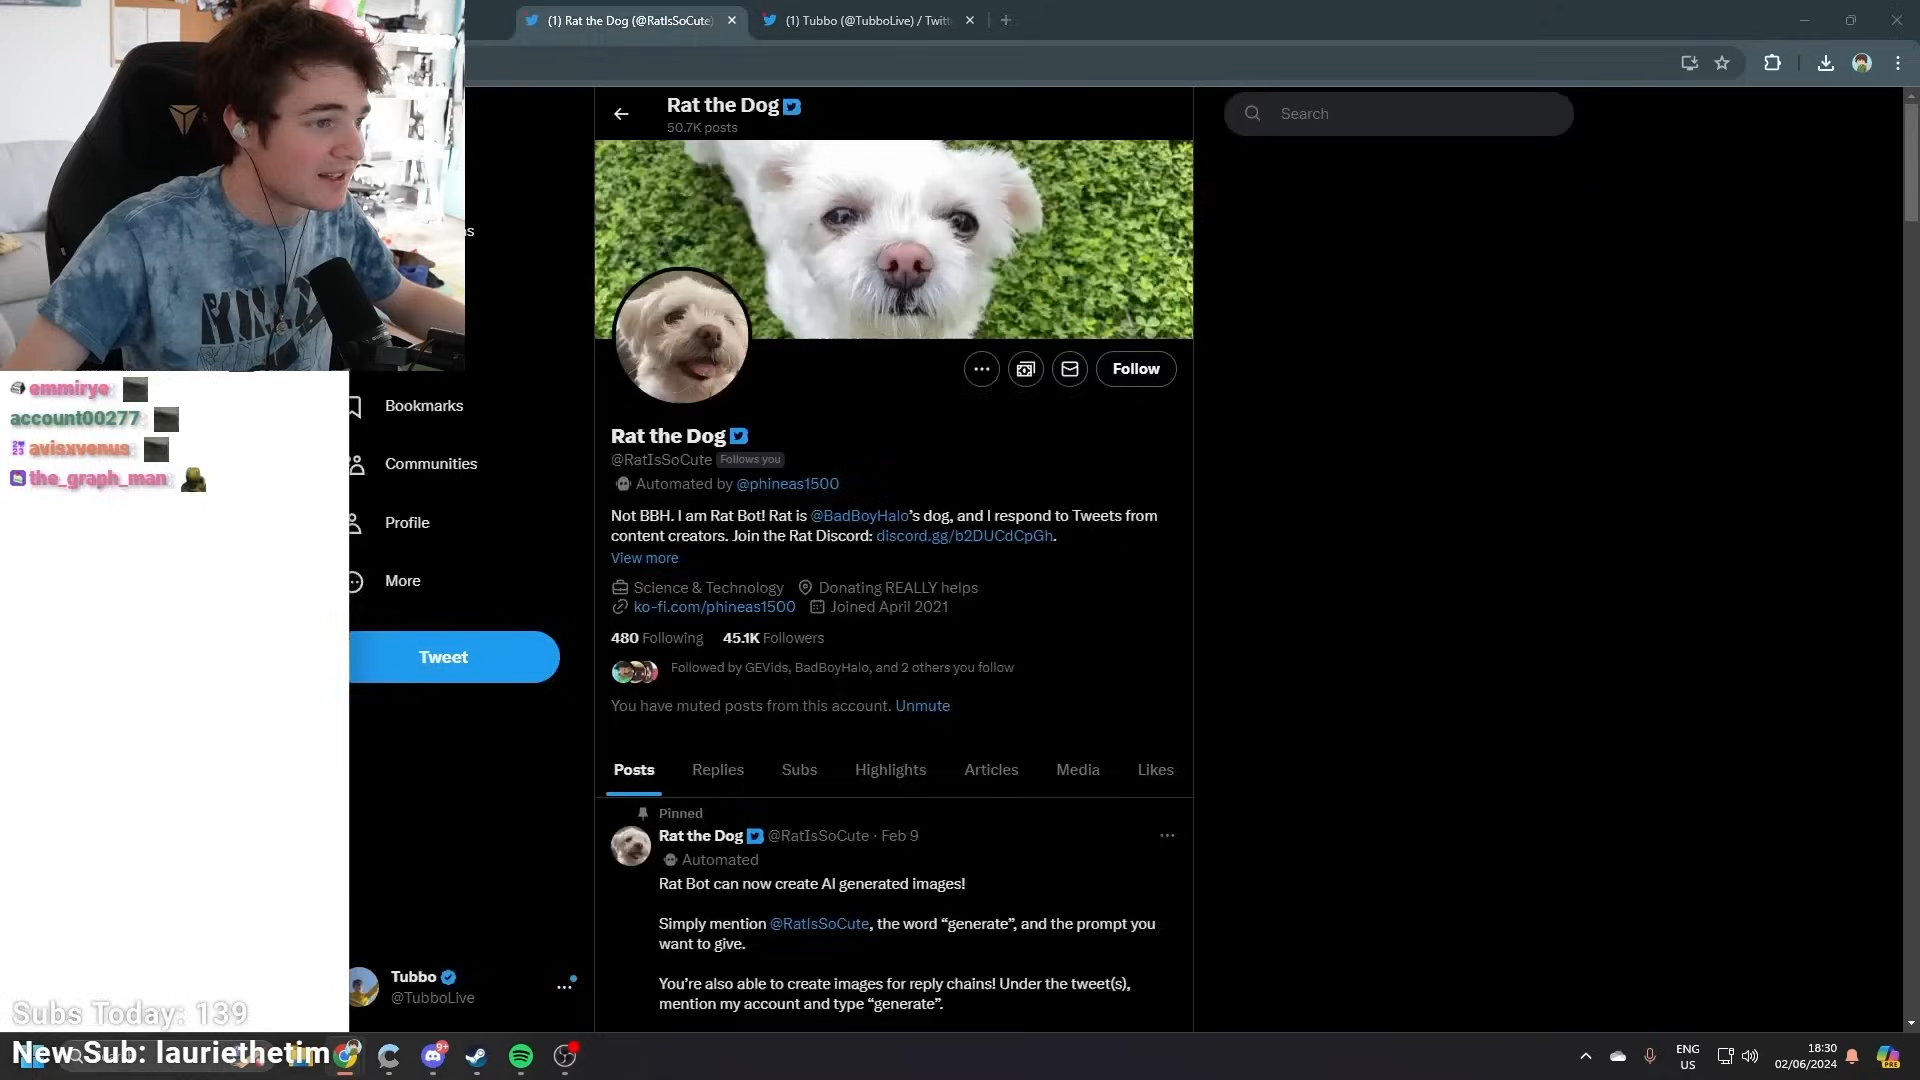 (1) Rat the Dog (@RatIsSoCute)
(1) Tubbo (@TubboLive) / Twitt
Rat the Dog
50.7K posts
Search
Follow
emmirye:
account00277:
avisxvenus:
the_graph_man:
Bookmarks
Communities
Profile
More
Tweet
Tubbo
@TubboLive
Rat the Dog
@RatIsSoCute Follows you
Automated by @phineas1500
Not BBH. I am Rat Bot! Rat is @BadBoyHalo's dog, and I respond to Tweets from
content creators. Join the Rat Discord: discord.gg/b2DUCdCpGh.
View more
Science & Technology Donating REALLY helps
ko-fi.com/phineas1500 Joined April 2021
480 Following 45.1K Followers
Followed by GEVids, BadBoyHalo, and 2 others you follow
You have muted posts from this account. Unmute
Posts Replies Subs Highlights Articles Media Likes
Pinned
Rat the Dog @RatIsSoCute · Feb 9
Automated
Rat Bot can now create AI generated images!
Simply mention @RatIsSoCute, the word “generate”, and the prompt you
want to give.
You're also able to create images for reply chains! Under the tweet(s),
mention my account and type “generate”.
Subs Today: 139
New Sub: lauriethetim
9+
ENG
US
18:30
02/06/2024
PRE